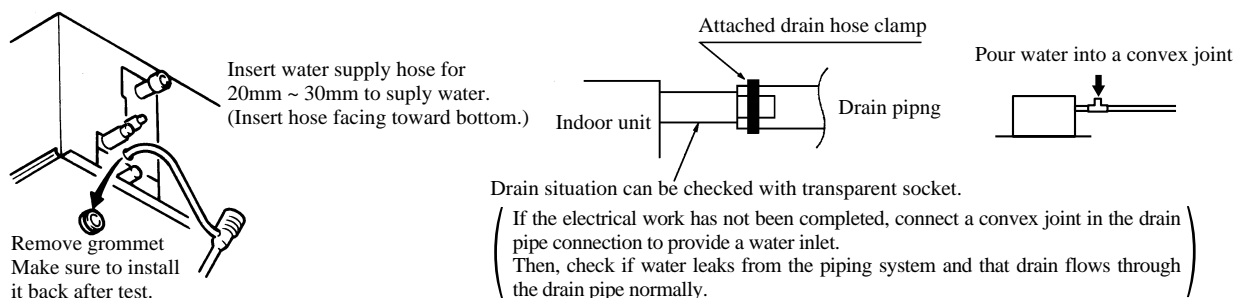 Insert water supply hose for
20mm ~ 30mm to suply water.
(Insert hose facing toward bottom.)
Remove grommet
Make sure to install
it back after test.
Attached drain hose clamp
Indoor unit
Drain pipng
Pour water into a convex joint
Drain situation can be checked with transparent socket.
If the electrical work has not been completed, connect a convex joint in the drain
pipe connection to provide a water inlet.
Then, check if water leaks from the piping system and that drain flows through
the drain pipe normally.